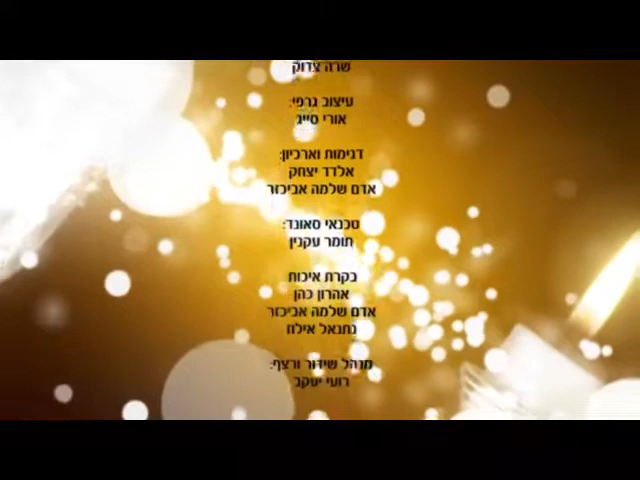 שרה צדוק
עיצוב גרפי:
אורי סייג
דגימות וארכיון:
אלדד יצחק
אדם שלמה אביכזר
טכנאי סאונד:
תומר עקנין
בקרת איכות
אהרון כהן
אדם שלמה אביכזר
נתנאל אילוז
מנהל שידור ורצף:
רועי יעקב